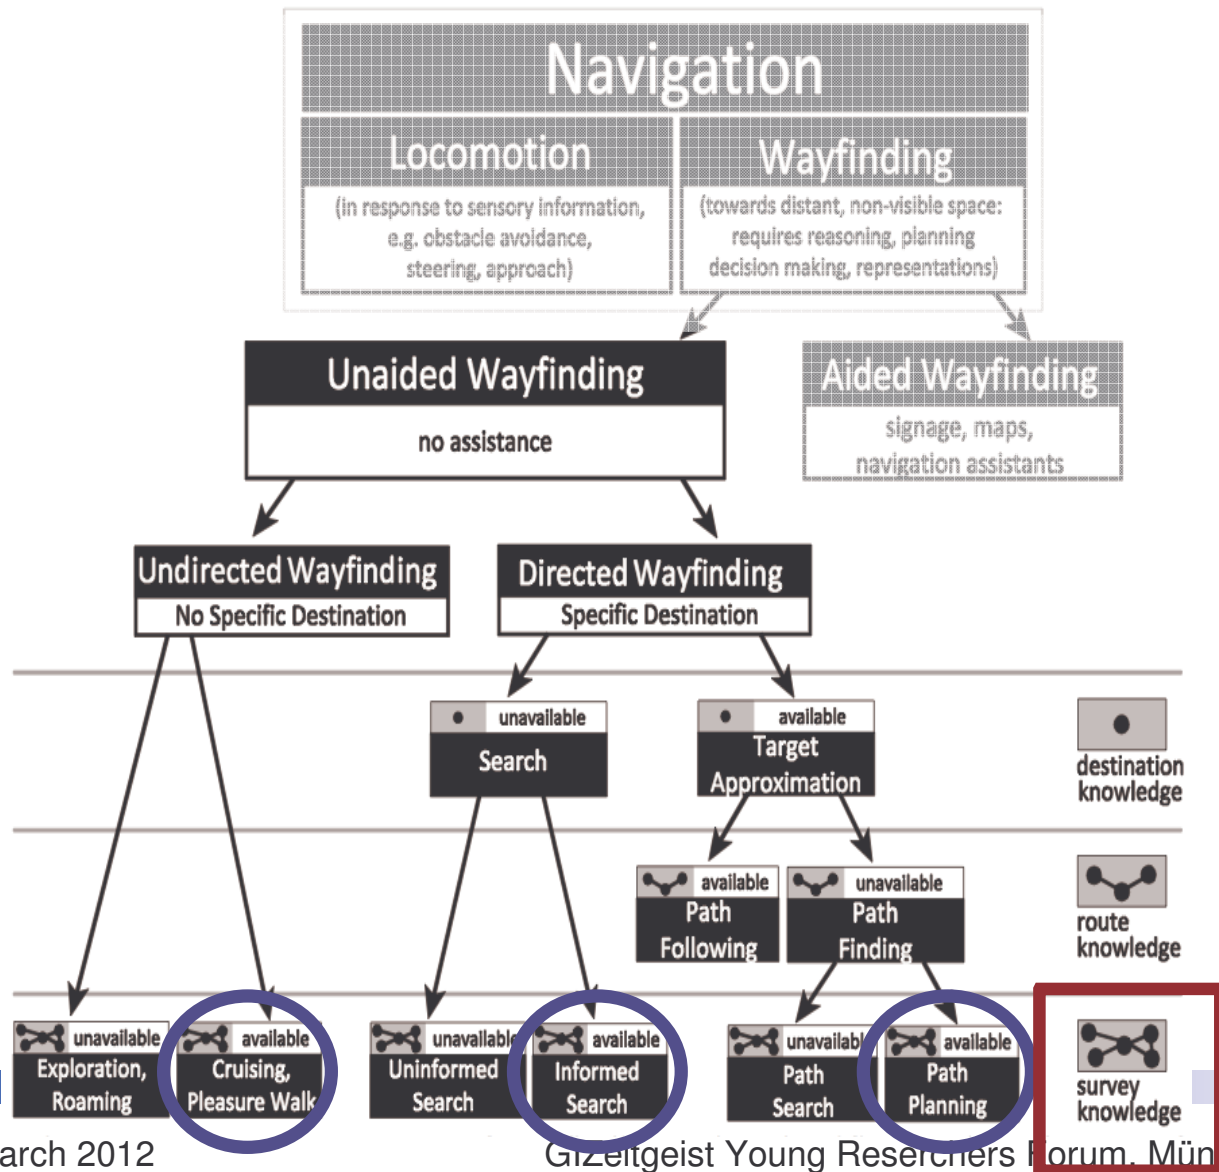 Navigation
Locomotion
(in response to sensory information,
e.g. obstacle avoidance,
steering, approach)
Wayfinding
(towards distant, non-visible space:
requires reasoning, planning
decision making, representations)
Unaided Wayfinding
no assistance
Aided Wayfinding
signage, maps,
navigation assistants
Undirected Wayfinding
No Specific Destination
Directed Wayfinding
Specific Destination
unavailable
Search
available
Target
Approximation
destination
knowledge
available
Path
Following
unavailable
Path
Finding
route
knowledge
unavailable
Exploration,
Roaming
available
Cruising,
Pleasure Walk
unavailable
Uninformed
Search
available
Informed
Search
unavailabl
Path
Search
available
Path
Planning
survey
knowledge
arch 2012
GIZeitgeist Young Reserchers Forum, Mün